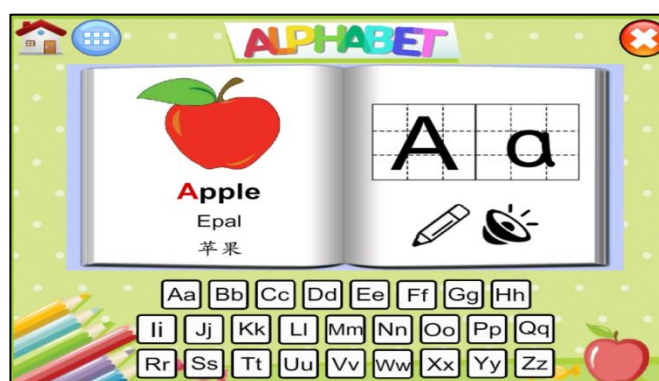 ALPHABET
Apple
Epal
苹果
A a
Aa Bb Cc Dd Ee Ff Gg Hh
Ii Jj Kk Ll Mm Nn Oo Pp Qq
Rr Ss Tt Uu Vv Ww Xx Yy Zz